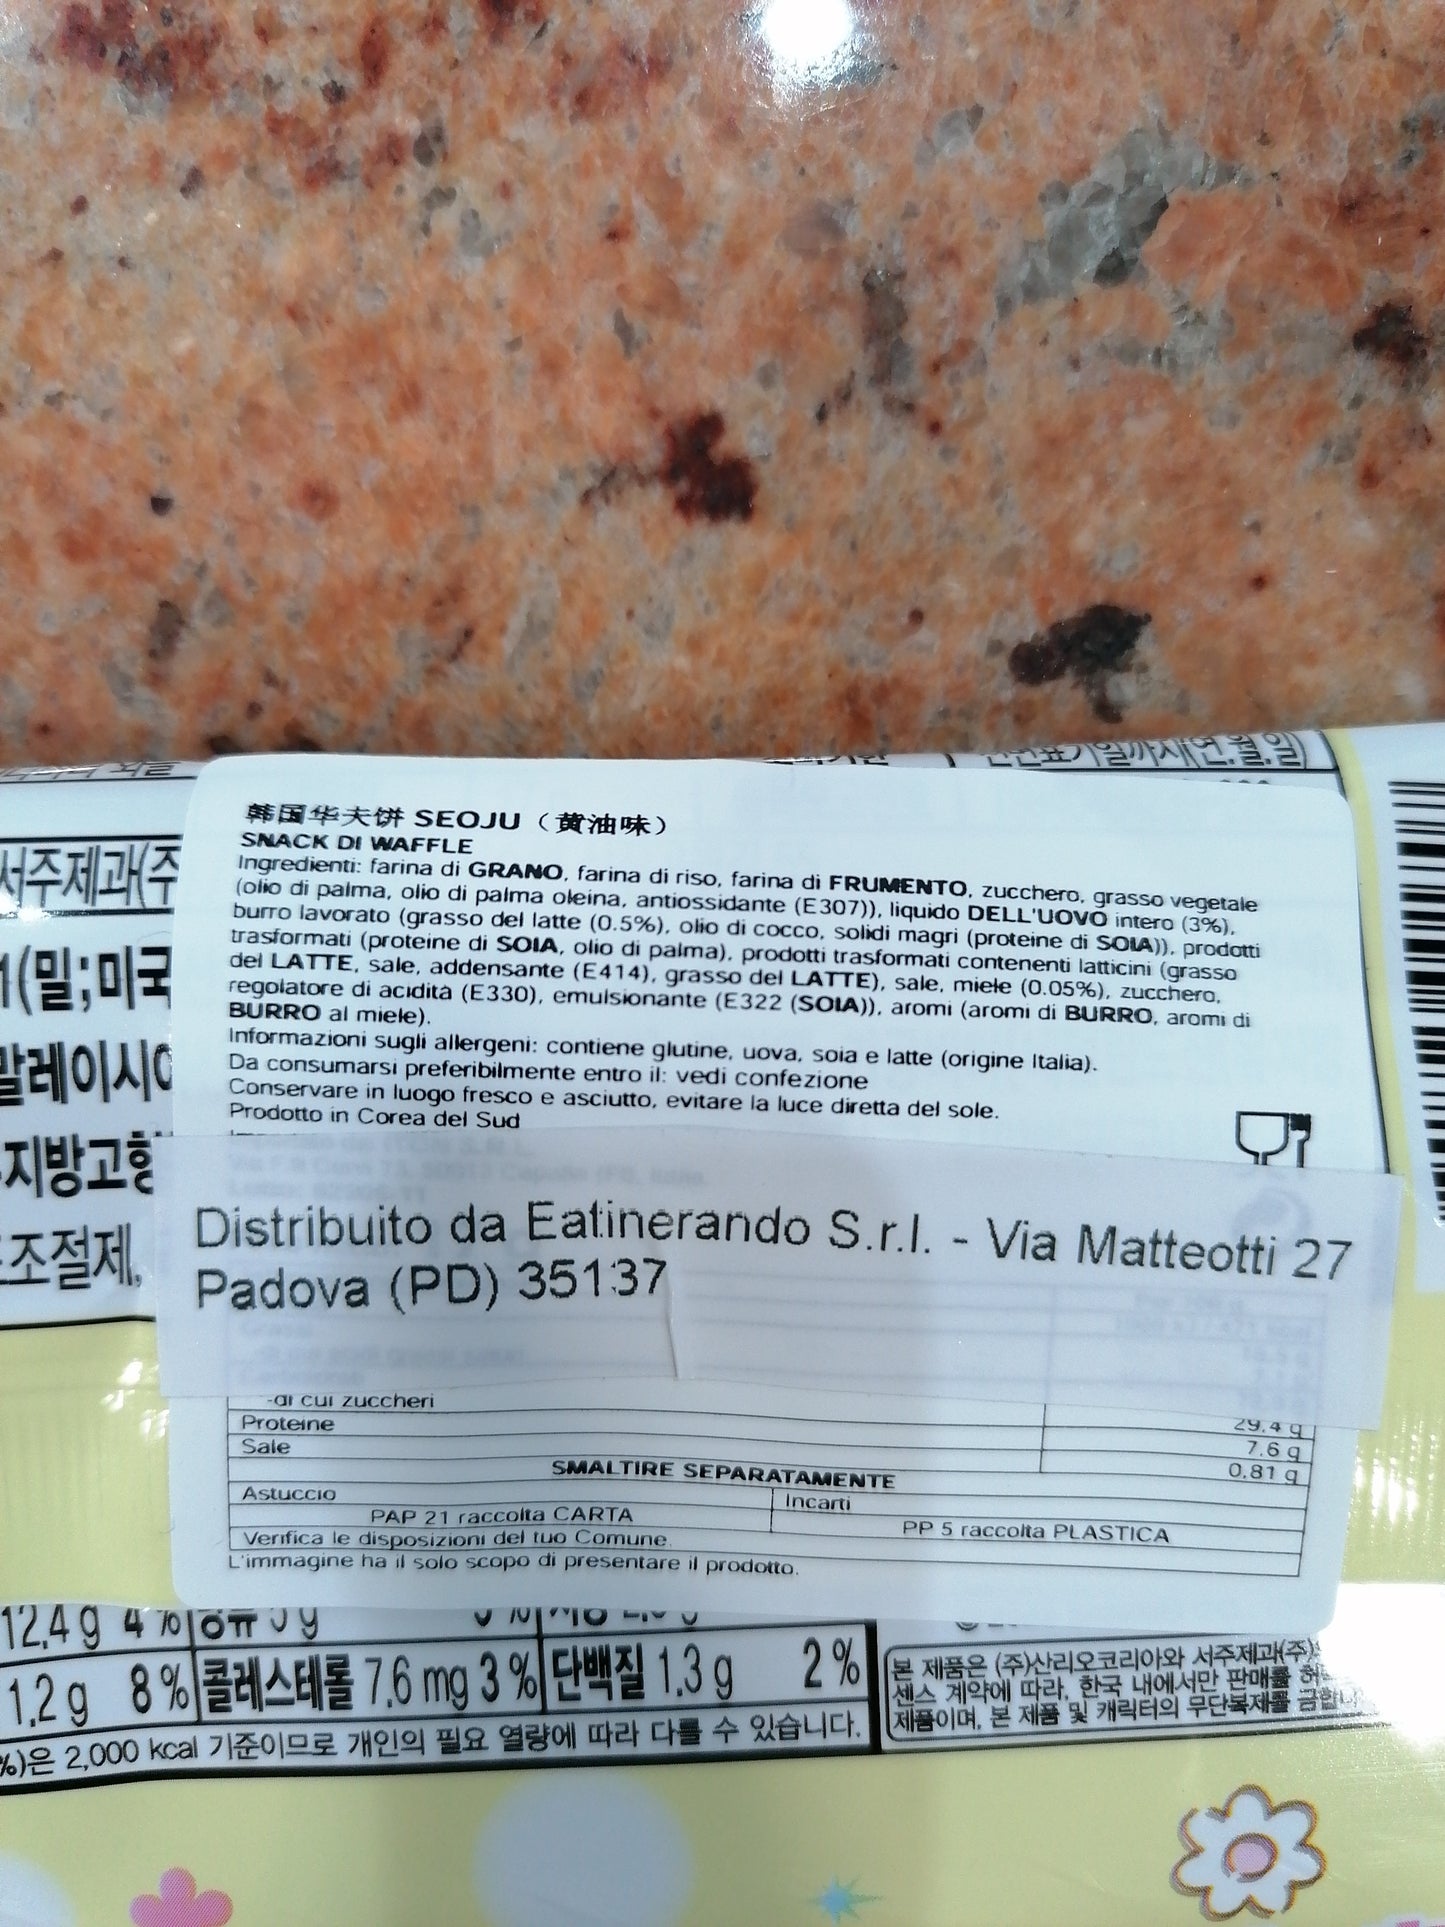 서주제과(주
(밀;미국
말레이시아
지방고형
조절제,
韩国华夫饼 SEOJU（黄油味）
SNACK DI WAFFLE
Ingredienti: farina di GRANO, farina di riso, farina di FRUMENTO, zucchero, grasso vegetale
(olio di palma, olio di palma oleina, antiossidante (E307)), liquido DELL'UOVO intero (3%),
burro lavorato (grasso del latte (0.5%), olio di cocco, solidi magri (proteine di SOIA)), prodotti
trasformati (proteine di SOIA, olio di palma), prodotti trasformati contenenti latticini (grasso
del LATTE, sale, addensante (E414), grasso del LATTE), sale, miele (0.05%), zucchero,
regolatore di acidità (E330), emulsionante (E322 (SOIA)), aromi (aromi di BURRO, aromi di
BURRO al miele).
Informazioni sugli allergeni: contiene glutine, uova, soia e latte (origine Italia).
Da consumarsi preferibilmente entro il: vedi confezione
Conservare in luogo fresco e asciutto, evitare la luce diretta del sole.
Prodotto in Corea del Sud
Distribuito da Eatinerando S.r.l. - Via Matteotti 27
Padova (PD) 35137
-di cui zuccheri 29.4 g
Proteine 7.6 g
Sale 0.81 g
SMALTIRE SEPARATAMENTE
Astuccio Incarti
PAP 21 raccolta CARTA PP 5 raccolta PLASTICA
Verifica le disposizioni del tuo Comune.
L'immagine ha il solo scopo di presentare il prodotto.
12.4 g 4 %
1.2 g 8 % 콜레스테롤 7.6 mg 3 % 단백질 1.3 g 2 %
%)은 2,000 kcal 기준이므로 개인의 필요 열량에 따라 다를 수 있습니다.
본 제품은 (주)산리오코리아와 서주제과(주)
센스 계약에 따라, 한국 내에서만 판매를 허
제품이며, 본 제품 및 캐릭터의 무단복제를 금합니